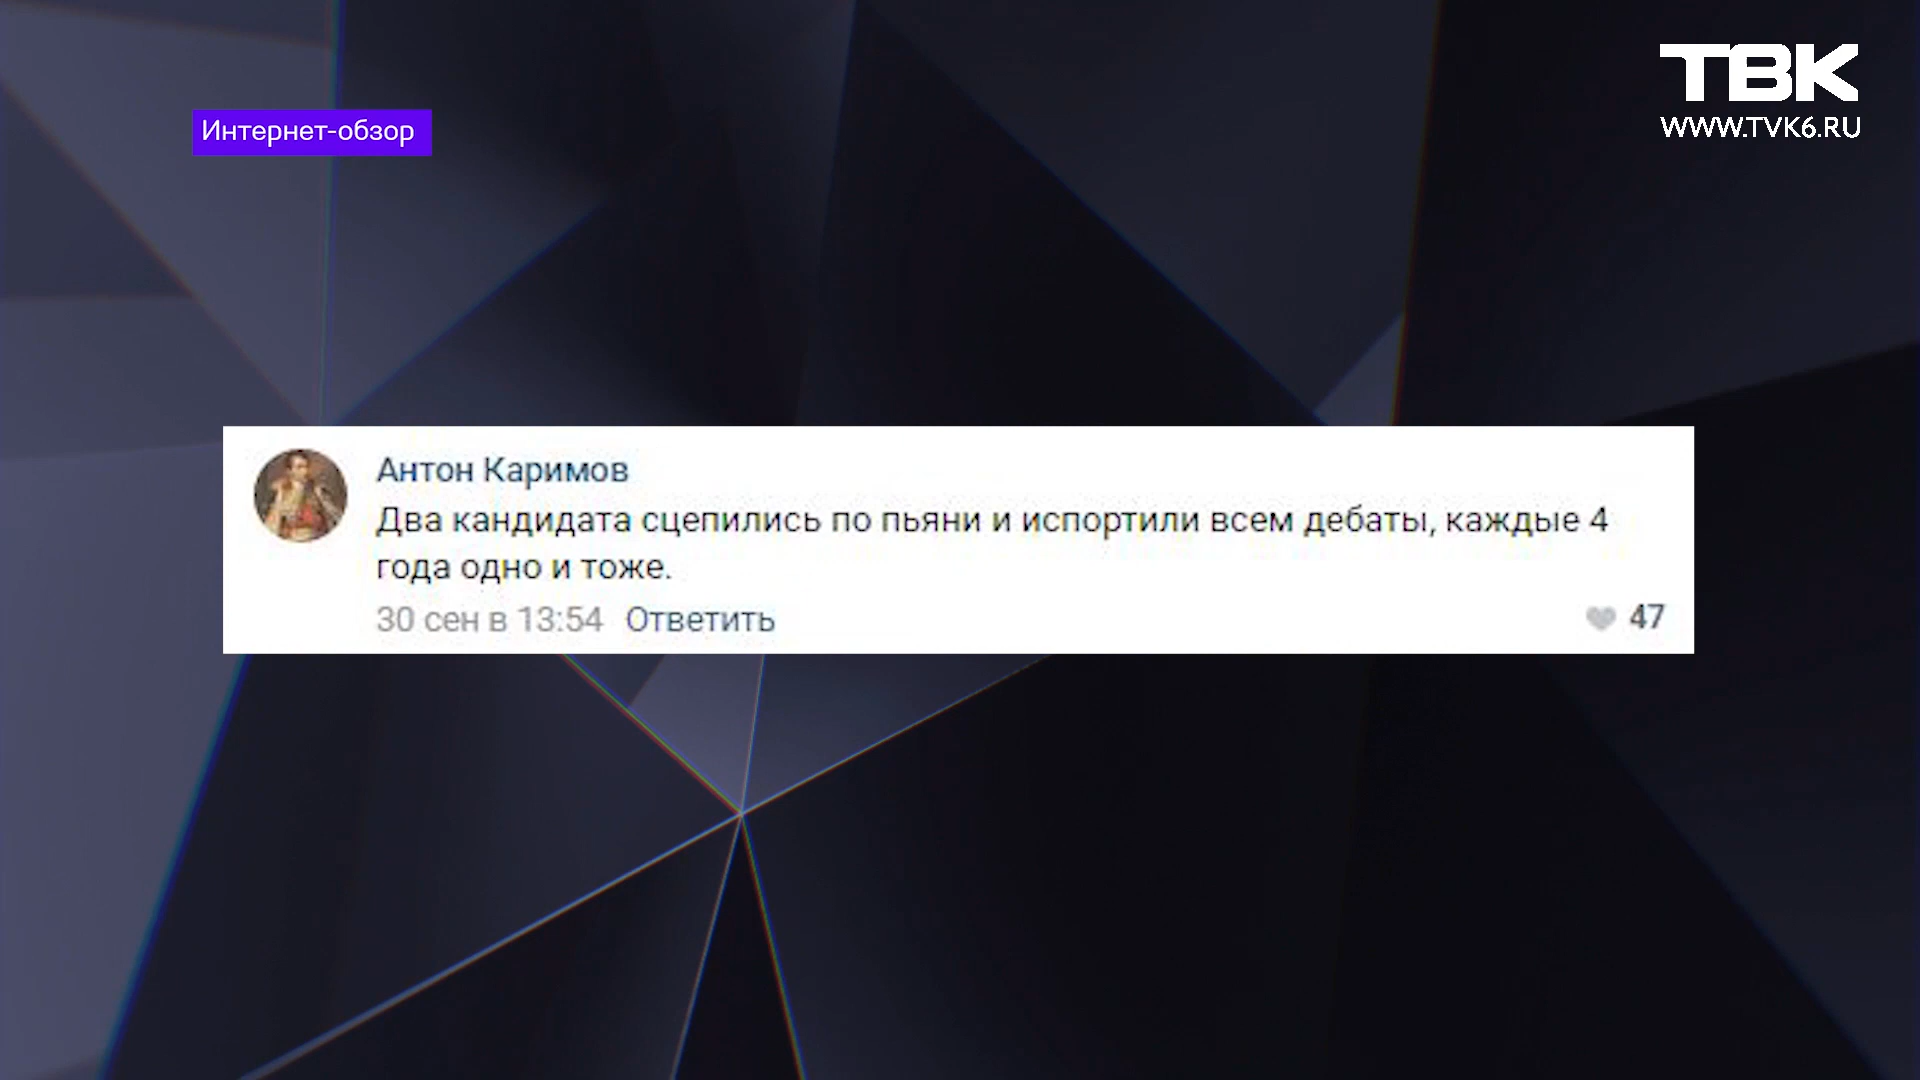 ТВК
WWW.TVK6.RU
Интернет-обзор
Антон Каримов
Два кандидата сцепились по пьяни и испортили всем дебаты, каждые 4
года одно и тоже.
30 сен в 13:54 Ответить
47